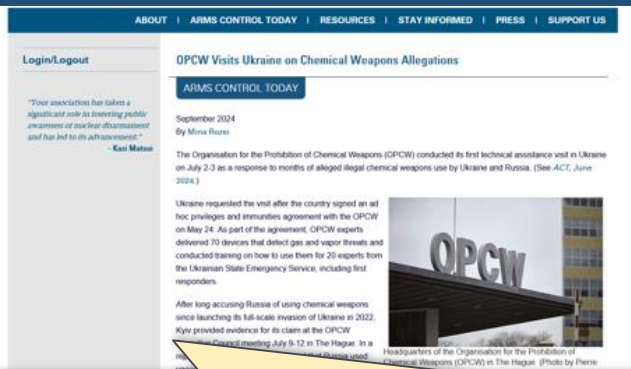 ABOUT | ARMS CONTROL TODAY | RESOURCES | STAY INFORMED | PRESS | SUPPORT US
Login/Logout
"Your association has taken a
significant role in fostering public
awareness of nuclear disarmament
and has led to its advancement."
- Kazi Matsui
OPCW Visits Ukraine on Chemical Weapons Allegations
ARMS CONTROL TODAY
September 2024
By Mina Rozei
The Organisation for the Prohibition of Chemical Weapons (OPCW) conducted its first technical assistance visit in Ukraine
on July 2-3 as a response to months of alleged illegal chemical weapons use by Ukraine and Russia. (See ACT, June
2024.)
Ukraine requested the visit after the country signed an ad
hoc privileges and immunities agreement with the OPCW
on May 24. As part of the agreement, OPCW experts
delivered 70 devices that detect gas and vapor threats and
conducted training on how to use them for 20 experts from
the Ukrainian State Emergency Service, including first
responders.
After long accusing Russia of using chemical weapons
since launching its full-scale invasion of Ukraine in 2022,
Kyiv provided evidence for its claim at the OPCW
Council meeting July 9-12 in The Hague. In a
Russia used
OPCW
Headquarters of the Organisation for the Prohibition of
Chemical Weapons (OPCW) in The Hague. (Photo by Pierre